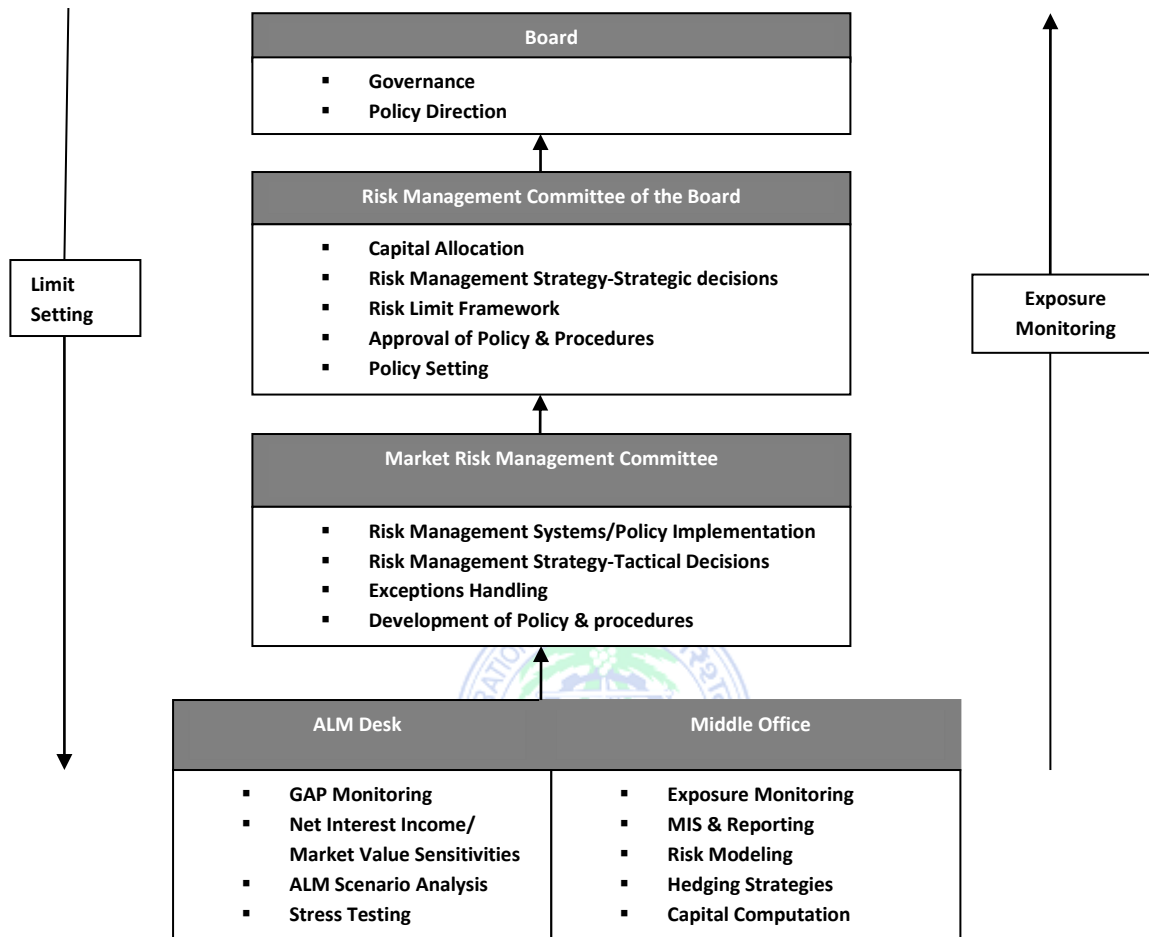 Board
▪ Governance
▪ Policy Direction
Risk Management Committee of the Board
▪ Capital Allocation
▪ Risk Management Strategy-Strategic decisions
▪ Risk Limit Framework
▪ Approval of Policy & Procedures
▪ Policy Setting
Limit
Setting
Exposure
Monitoring
Market Risk Management Committee
▪ Risk Management Systems/Policy Implementation
▪ Risk Management Strategy-Tactical Decisions
▪ Exceptions Handling
▪ Development of Policy & procedures
ALM Desk
▪ GAP Monitoring
▪ Net Interest Income/
Market Value Sensitivities
▪ ALM Scenario Analysis
▪ Stress Testing
Middle Office
▪ Exposure Monitoring
▪ MIS & Reporting
▪ Risk Modeling
▪ Hedging Strategies
▪ Capital Computation